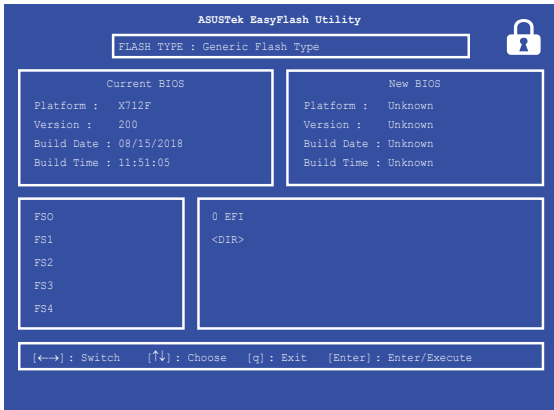 ASUSTek EasyFlash Utility
FLASH TYPE : Generic Flash Type
Current BIOS
Platform : X712F
Version : 200
Build Date : 08/15/2018
Build Time : 11:51:05
New BIOS
Platform : Unknown
Version : Unknown
Build Date : Unknown
Build Time : Unknown
FSO
FS1
FS2
FS3
FS4
0 EFI
<DIR>
[←→] : Switch [↑↓] : Choose [q] : Exit [Enter] : Enter/Execute